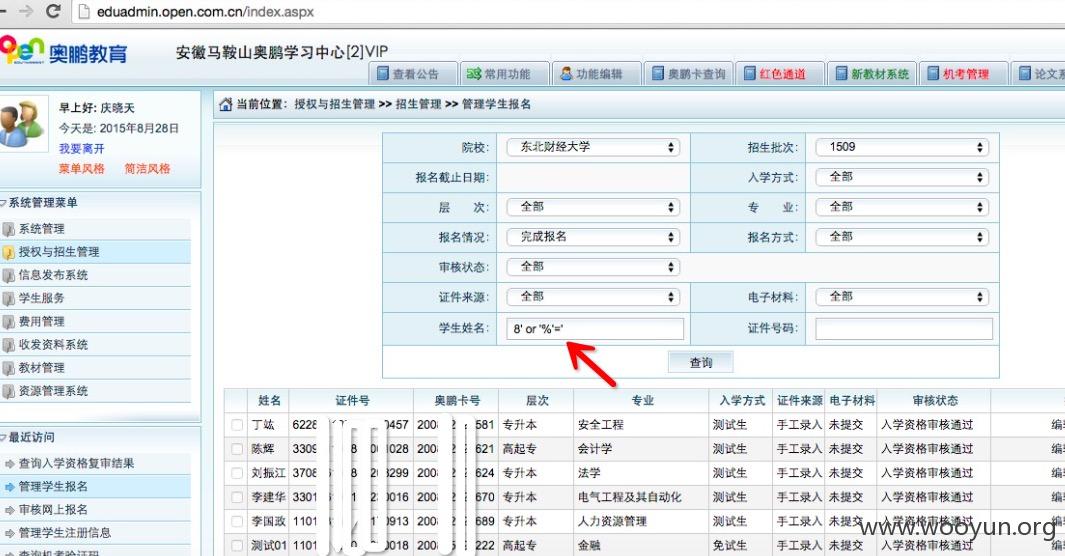 eduadmin.open.com.cn/index.aspx
open 奥鹏教育
安徽马鞍山奥鹏学习中心[2]VIP
查看公告 常用功能 功能编辑 奥鹏卡查询 红色通道 新教材系统 机考管理 论文系
早上好: 庆晓天
今天是: 2015年8月28日
我要离开
菜单风格 简洁风格
当前位置: 授权与招生管理 >> 招生管理 >> 管理学生报名
系统管理菜单
系统管理
授权与招生管理
信息发布系统
学生服务
费用管理
收发资料系统
教材管理
资源管理系统
最近访问
查询入学资格复审结果
管理学生报名
审核网上报名
管理学生注册信息
院校: 东北财经大学 招生批次: 1509
报名截止日期: 入学方式: 全部
层 次: 全部 专 业: 全部
报名情况: 完成报名 报名方式: 全部
审核状态: 全部
证件来源: 全部 电子材料: 全部
学生姓名: 8' or '%'=' 证件号码:
查询
姓名 证件号 奥鹏卡号 层次 专业 入学方式 证件来源 电子材料 审核状态
丁竑 6228 0457 200 581 专升本 安全工程 测试生 手工录入 未提交 入学资格审核通过 编
陈辉 3309 1028 200 621 高起专 会计学 测试生 手工录入 未提交 入学资格审核通过 编
刘振江 3708 3299 200 624 专升本 法学 测试生 手工录入 未提交 入学资格审核通过 编
李建华 3301 0016 200 670 专升本 电气工程及其自动化 测试生 手工录入 未提交 入学资格审核通过 编
李国政 1101 0913 200 689 专升本 人力资源管理 测试生 手工录入 未提交 入学资格审核通过
测试01 1101 0018 200 222 高起专 金融 免试生 手工录入 未提交 入学资格审核通过
www.wooyun.org